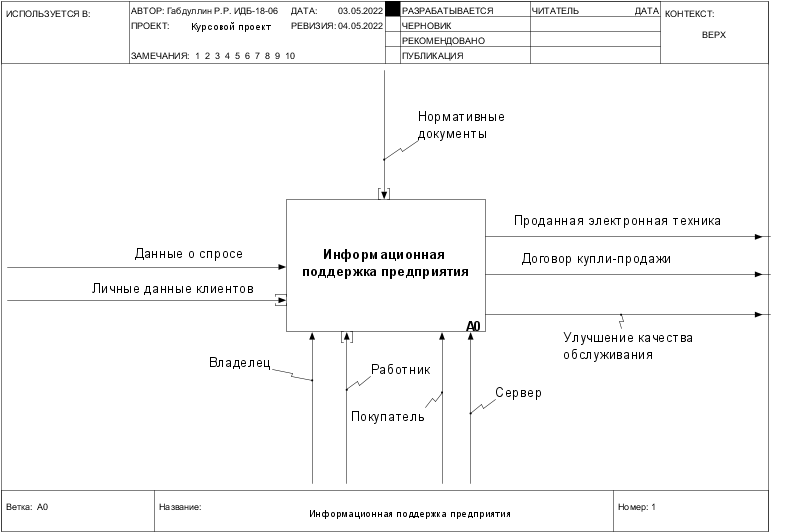 ИСПОЛЬЗУЕТСЯ В:
АВТОР: Габдуллин Р.Р. ИДБ-18-06
ДАТА: 03.05.2022
ПРОЕКТ: Курсовой проект
РЕВИЗИЯ: 04.05.2022
ЗАМЕЧАНИЯ: 1 2 3 4 5 6 7 8 9 10
РАЗРАБАТЫВАЕТСЯ
ЧЕРНОВИК
РЕКОМЕНДОВАНО
ПУБЛИКАЦИЯ
ЧИТАТЕЛЬ
ДАТА
КОНТЕКСТ:
ВЕРХ
Нормативные
документы
Данные о спросе
Личные данные клиентов
Информационная
поддержка предприятия
A0
Проданная электронная техника
Договор купли-продажи
Улучшение качества
обслуживания
Владелец
Работник
Покупатель
Сервер
Ветка: A0
Название:
Информационная поддержка предприятия
Номер: 1